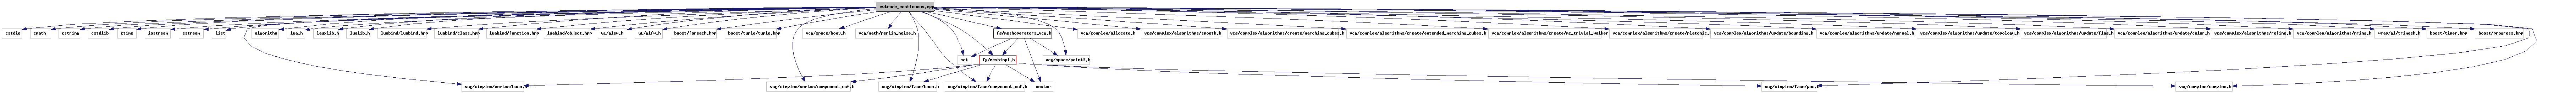 extrude_continuous.cpp
cstdio
cmath
cstring
cstdlib
ctime
iostream
sstream
list
algorithm
lua.h
lauxlib.h
lualib.h
luabind/luabind.hpp
luabind/class.hpp
luabind/function.hpp
luabind/object.hpp
GL/glew.h
GL/glfw.h
boost/foreach.hpp
boost/tuple/tuple.hpp
vcg/space/box3.h
vcg/math/perlin_noise.h
fg/meshoperators_vcg.h
vcg/complex/allocate.h
vcg/complex/algorithms/smooth.h
vcg/complex/algorithms/create/marching_cubes.h
vcg/complex/algorithms/create/extended_marching_cubes.h
vcg/complex/algorithms/create/mc_trivial_walker.h
vcg/complex/algorithms/create/platonic.h
vcg/complex/algorithms/update/bounding.h
vcg/complex/algorithms/update/normal.h
vcg/complex/algorithms/update/topology.h
vcg/complex/algorithms/update/flag.h
vcg/complex/algorithms/update/color.h
vcg/complex/algorithms/refine.h
vcg/complex/algorithms/nring.h
wrap/gl/trimesh.h
boost/timer.hpp
boost/progress.hpp
set
fg/meshimpl.h
vcg/space/point3.h
vcg/simplex/vertex/base.h
vcg/simplex/vertex/component_ocf.h
vcg/simplex/face/base.h
vcg/simplex/face/component_ocf.h
vector
vcg/simplex/face/pos.h
vcg/complex/complex.h